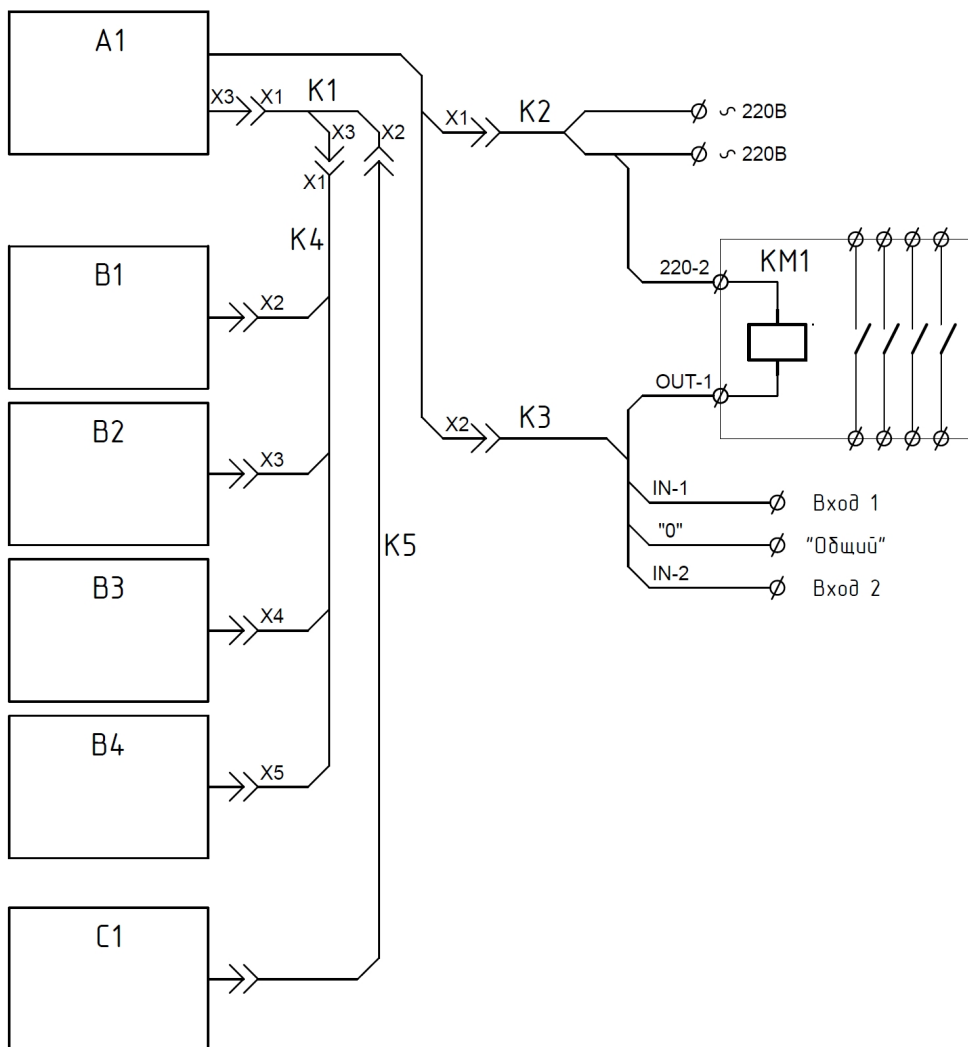 A1
X3
X1
K1
X3
X2
X1
K2
∽ 220В
∽ 220В
X1
K4
B1
X2
220-2
KM1
B2
X3
OUT-1
X2
K3
IN-1
Вход 1
"0"
"Общий"
IN-2
Вход 2
K5
B3
X4
B4
X5
C1